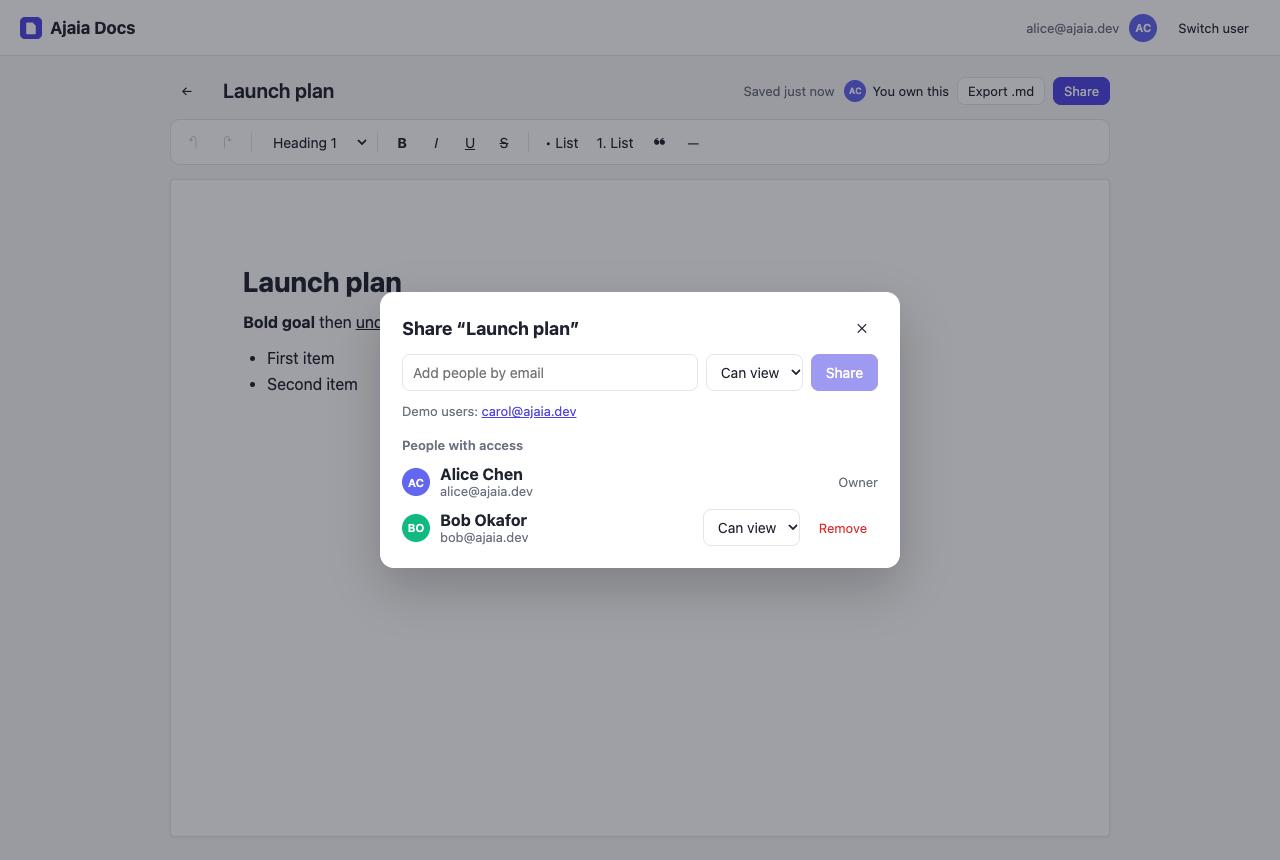 Ajaia Docs
alice@ajaia.dev AC Switch user
← Launch plan Saved just now AC You own this Export .md Share
Heading 1 B I U S • List 1. List ❝ —
Launch plan
Bold goal then
First item
Second item
Share “Launch plan” ×
Add people by email Can view Share
Demo users: carol@ajaia.dev
People with access
AC Alice Chen
alice@ajaia.dev Owner
BO Bob Okafor
bob@ajaia.dev Can view Remove